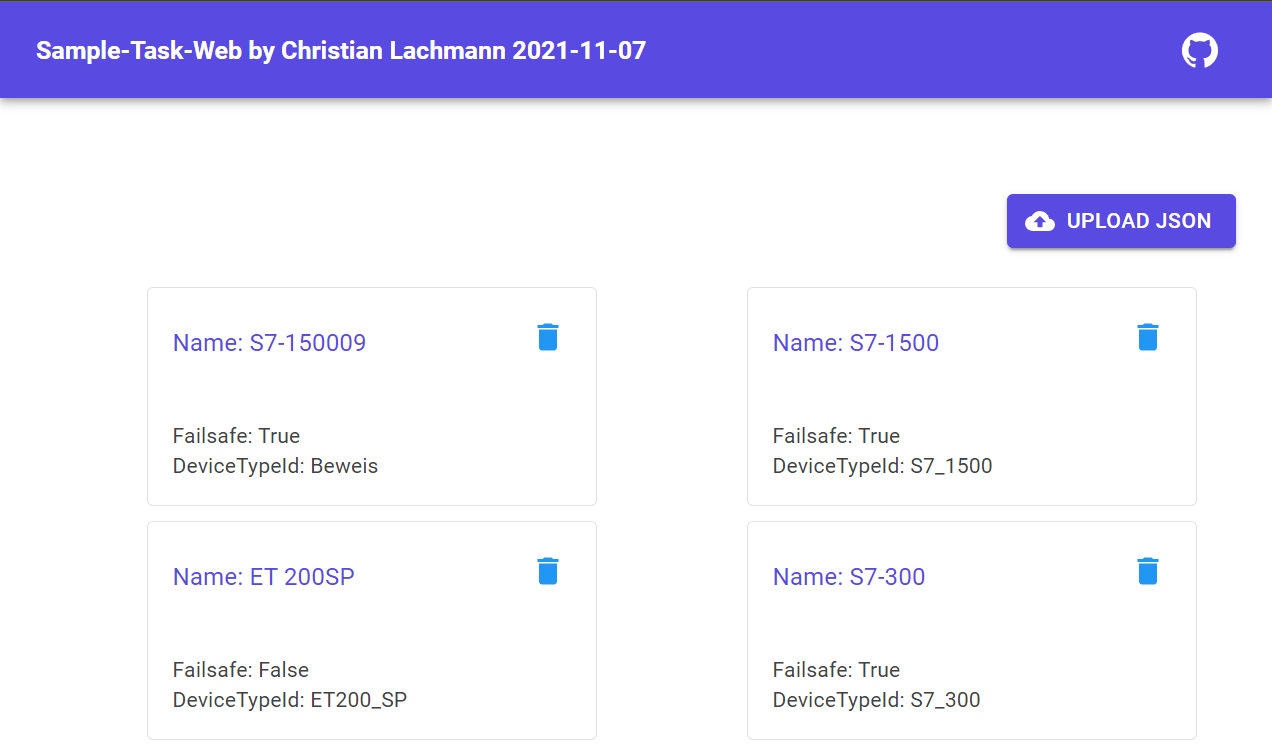 Sample-Task-Web by Christian Lachmann 2021-11-07
UPLOAD JSON
Name: S7-150009
Failsafe: True
DeviceTypeId: Beweis
Name: S7-1500
Failsafe: True
DeviceTypeId: S7_1500
Name: ET 200SP
Failsafe: False
DeviceTypeId: ET200_SP
Name: S7-300
Failsafe: True
DeviceTypeId: S7_300